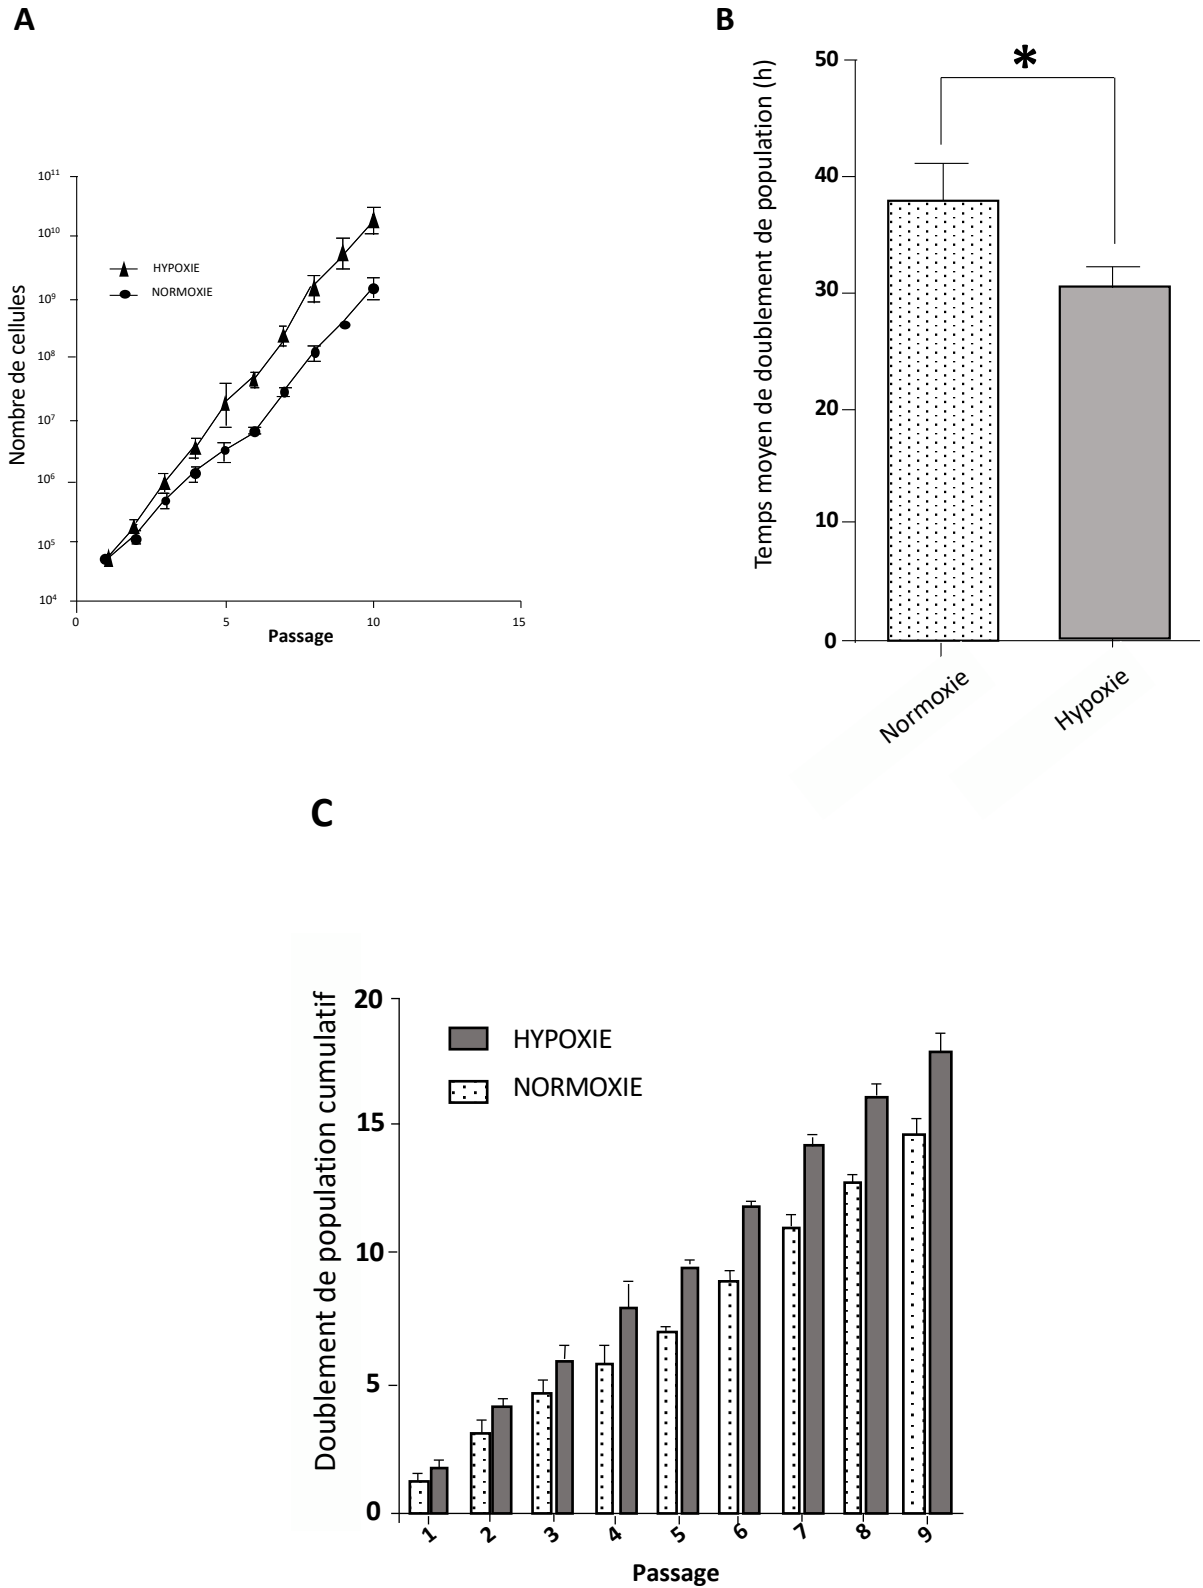 A
Nombre de cellules
10¹¹
10¹⁰
10⁹
10⁸
10⁷
10⁶
10⁵
10⁴
HYPOXIE
NORMOXIE
0 5 10 15
Passage
B
Temps moyen de doublement de population (h)
50
40
30
20
10
0
*
Normoxie
Hypoxie
C
Doublement de population cumulatif
20
15
10
5
0
HYPOXIE
NORMOXIE
1 2 3 4 5 6 7 8 9
Passage